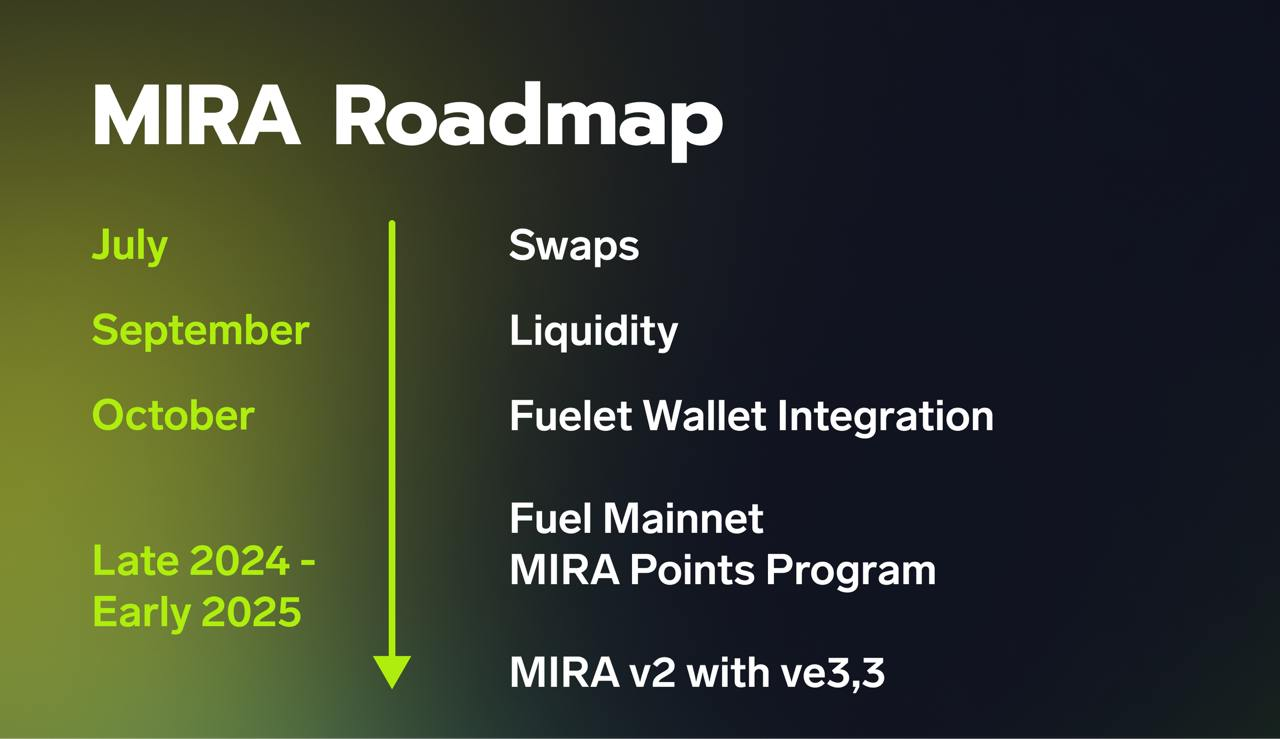 MIRA Roadmap
July
Swaps
September
Liquidity
October
Fuelet Wallet Integration
Late 2024 -
Early 2025
Fuel Mainnet
MIRA Points Program
MIRA v2 with ve3,3